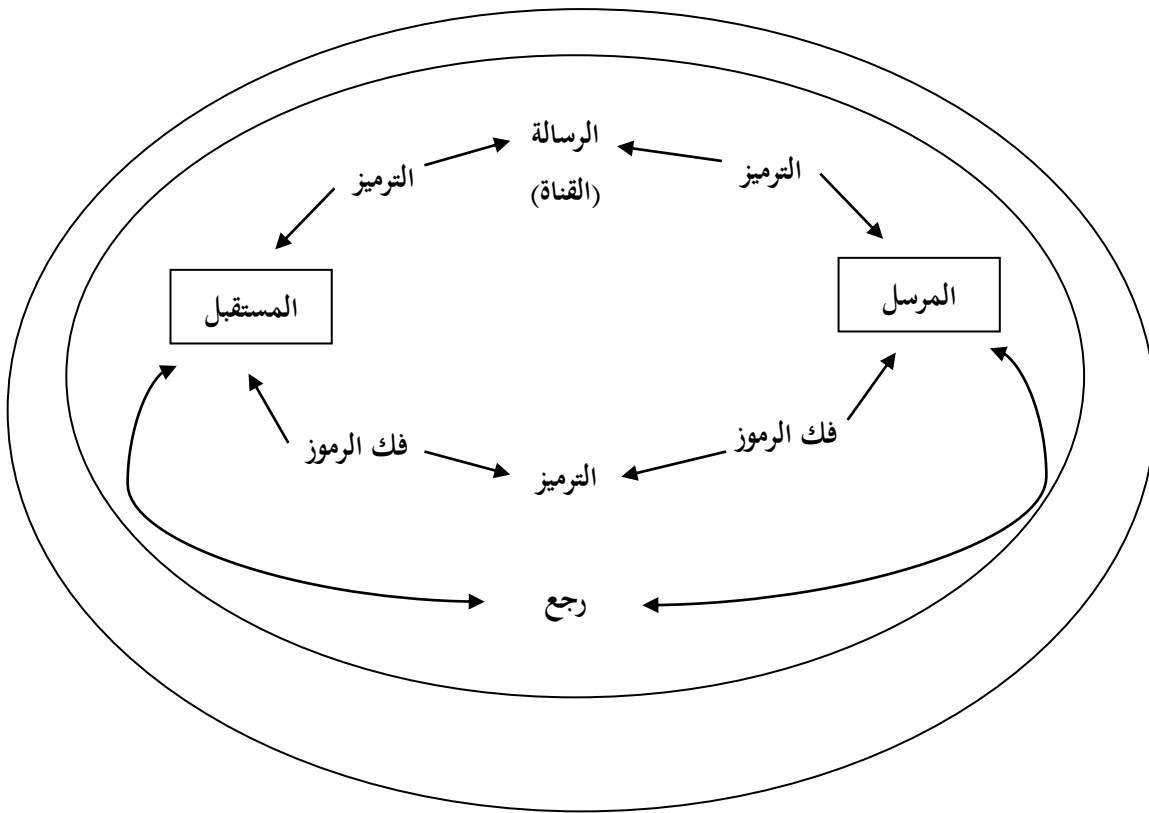 الرسالة
(القناة)
الترميز
الترميز
المرسل
المستقبل
فك الرموز
فك الرموز
الترميز
رجع